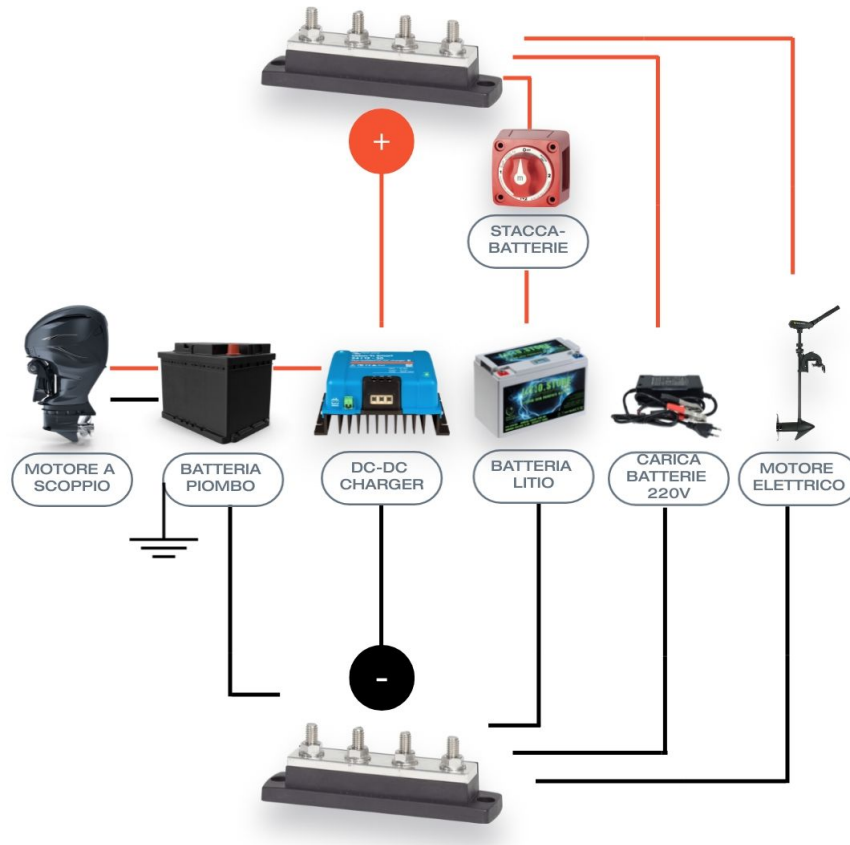 +
STACCA-
BATTERIE
MOTORE A
SCOPPIO
BATTERIA
PIOMBO
DC-DC
CHARGER
BATTERIA
LITIO
CARICA
BATTERIE
220V
MOTORE
ELETTRICO
-